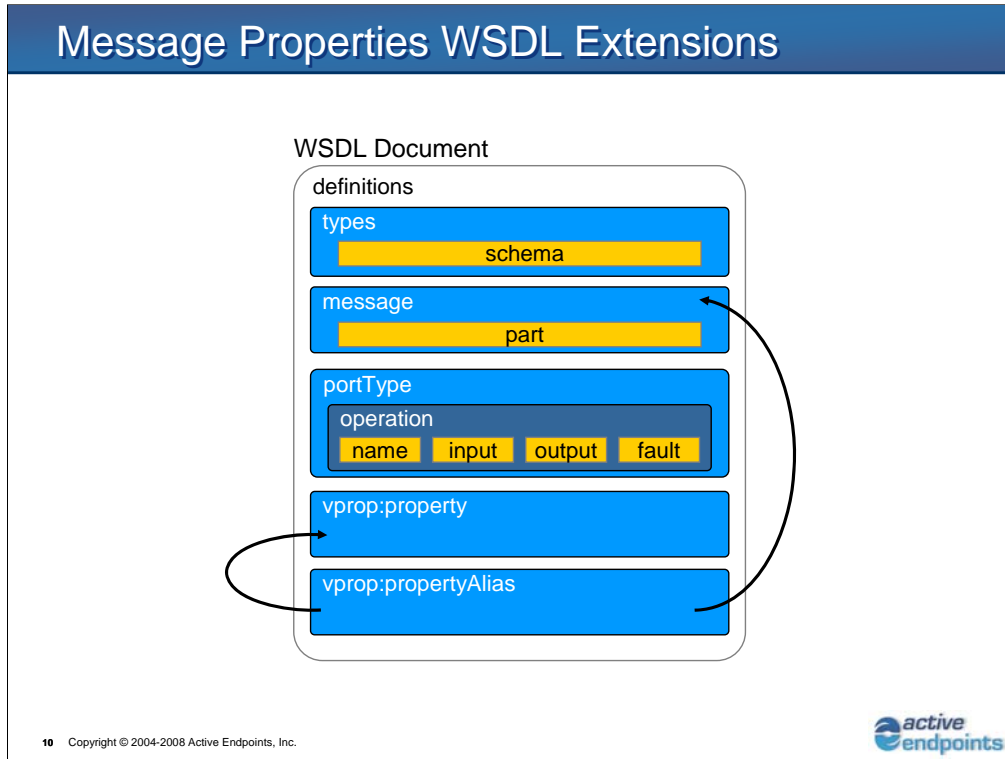 Message Properties WSDL Extensions
WSDL Document
definitions
types
schema
message
part
portType
operation
name input output fault
vprop:property
vprop:propertyAlias
10 Copyright © 2004-2008 Active Endpoints, Inc.
active
endpoints